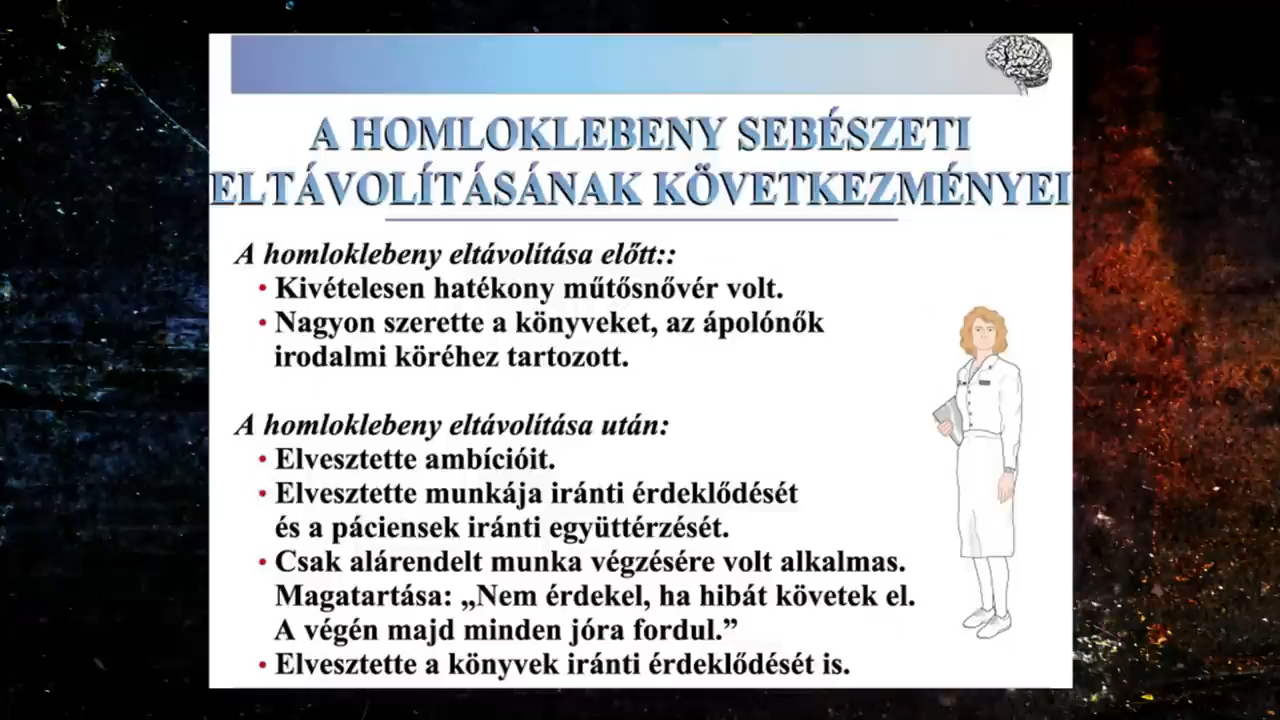 A HOMLOKLEBENY SEBÉSZETI
ELTÁVOLÍTÁSÁNAK KÖVETKEZMÉNYEI
A homloklebeny eltávolítása előtt::
• Kivételesen hatékony műtősnővér volt.
• Nagyon szerette a könyveket, az ápolónők
irodalmi köréhez tartozott.
A homloklebeny eltávolítása után:
• Elvesztette ambícióit.
• Elvesztette munkája iránti érdeklődését
és a páciensek iránti együttérzését.
• Csak alárendelt munka végzésére volt alkalmas.
Magatartása: „Nem érdekel, ha hibát követek el.
A végén majd minden jóra fordul.”
• Elvesztette a könyvek iránti érdeklődését is.